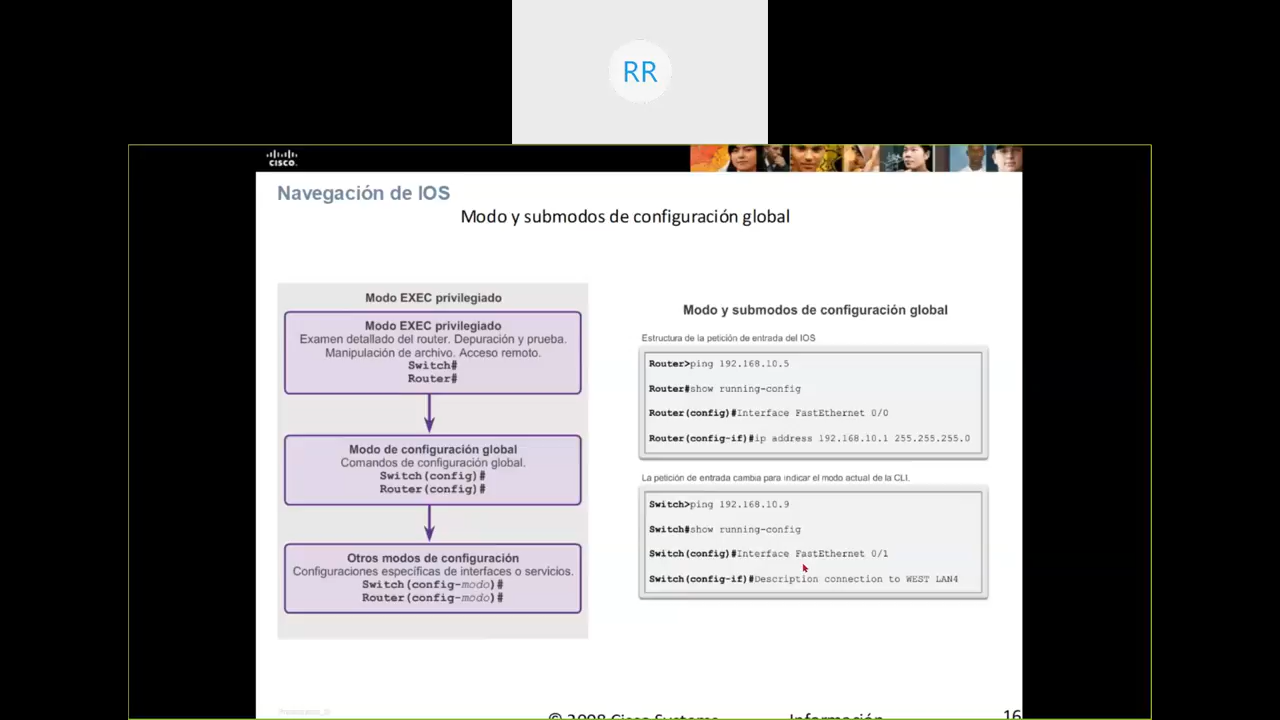 RR
CISCO
Navegación de IOS
Modo y submodos de configuración global
Modo EXEC privilegiado
Modo EXEC privilegiado
Examen detallado del router. Depuración y prueba.
Manipulación de archivo. Acceso remoto.
Switch#
Router#
Modo de configuración global
Comandos de configuración global.
Switch(config)#
Router(config)#
Otros modos de configuración
Configuraciones específicas de interfaces o servicios.
Switch(config-modo)#
Router(config-modo)#
Modo y submodos de configuración global
Estructura de la petición de entrada del IOS
Router>ping 192.168.10.5
Router#show running-config
Router(config)#Interface FastEthernet 0/0
Router(config-if)#ip address 192.168.10.1 255.255.255.0
La petición de entrada cambia para indicar el modo actual de la CLI.
Switch>ping 192.168.10.9
Switch#show running-config
Switch(config)#Interface FastEthernet 0/1
Switch(config-if)#Description connection to WEST LAN4
© 2008 Cisco Systems
Información
16